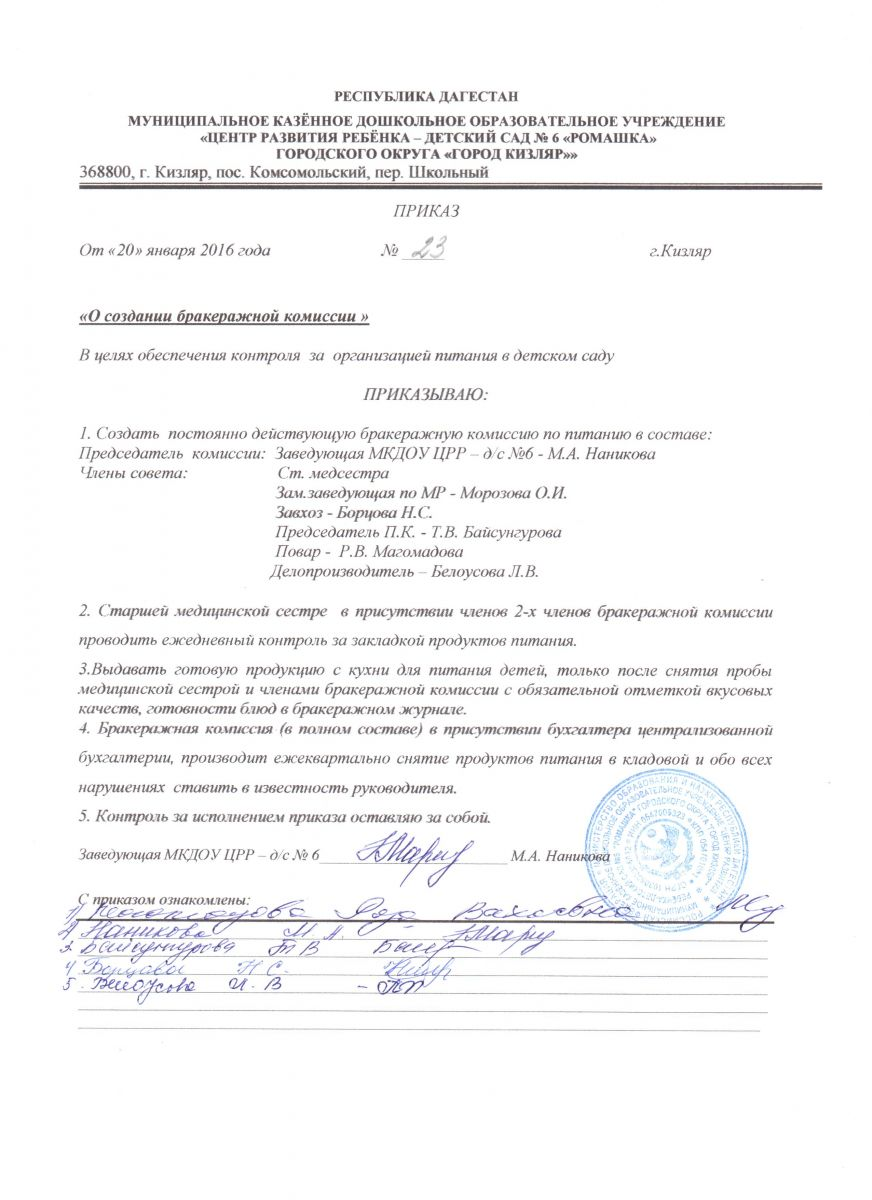 РЕСПУБЛИКА ДАГЕСТАН
МУНИЦИПАЛЬНОЕ КАЗЁННОЕ ДОШКОЛЬНОЕ ОБРАЗОВАТЕЛЬНОЕ УЧРЕЖДЕНИЕ
«ЦЕНТР РАЗВИТИЯ РЕБЁНКА – ДЕТСКИЙ САД № 6 «РОМАШКА»
ГОРОДСКОГО ОКРУГА «ГОРОД КИЗЛЯР»»
368800, г. Кизляр, пос. Комсомольский, пер. Школьный
ПРИКАЗ
От «20» января 2016 года № 23 г.Кизляр
«О создании бракеражной комиссии »
В целях обеспечения контроля за организацией питания в детском саду
ПРИКАЗЫВАЮ:
1. Создать постоянно действующую бракеражную комиссию по питанию в составе:
Председатель комиссии: Заведующая МКДОУ ЦРР – д/с №6 - М.А. Наникова
Члены совета: Ст. медсестра
Зам.заведующая по МР - Морозова О.И.
Завхоз - Борцова Н.С.
Председатель П.К. - Т.В. Байсунгурова
Повар - Р.В. Магомадова
Делопроизводитель – Белоусова Л.В.
2. Старшей медицинской сестре в присутствии членов 2-х членов бракеражной комиссии
проводить ежедневный контроль за закладкой продуктов питания.
3.Выдавать готовую продукцию с кухни для питания детей, только после снятия пробы
медицинской сестрой и членами бракеражной комиссии с обязательной отметкой вкусовых
качеств, готовности блюд в бракеражном журнале.
4. Бракеражная комиссия (в полном составе) в присутствии бухгалтера централизованной
бухгалтерии, производит ежеквартально снятие продуктов питания в кладовой и обо всех
нарушениях ставить в известность руководителя.
5. Контроль за исполнением приказа оставляю за собой.
Заведующая МКДОУ ЦРР – д/с № 6 М.А. Наникова
С приказом ознакомлены:
1)
2) Наникова М. А.
3. Байсунгурова Т В
4 Борцова Н С.
5. Белоусова Л. В